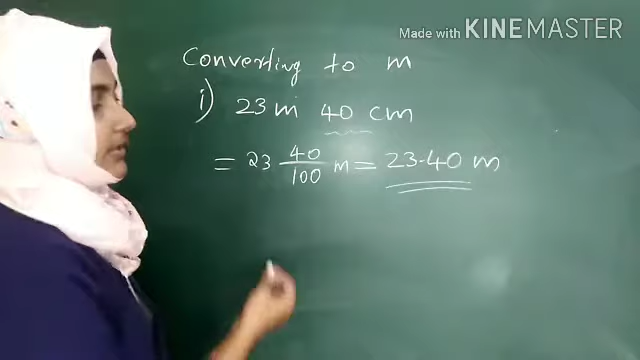 Made with KINEMASTER
Converting to m
i) 23 m 40 cm
= 23 40/100 m = 23.40 m